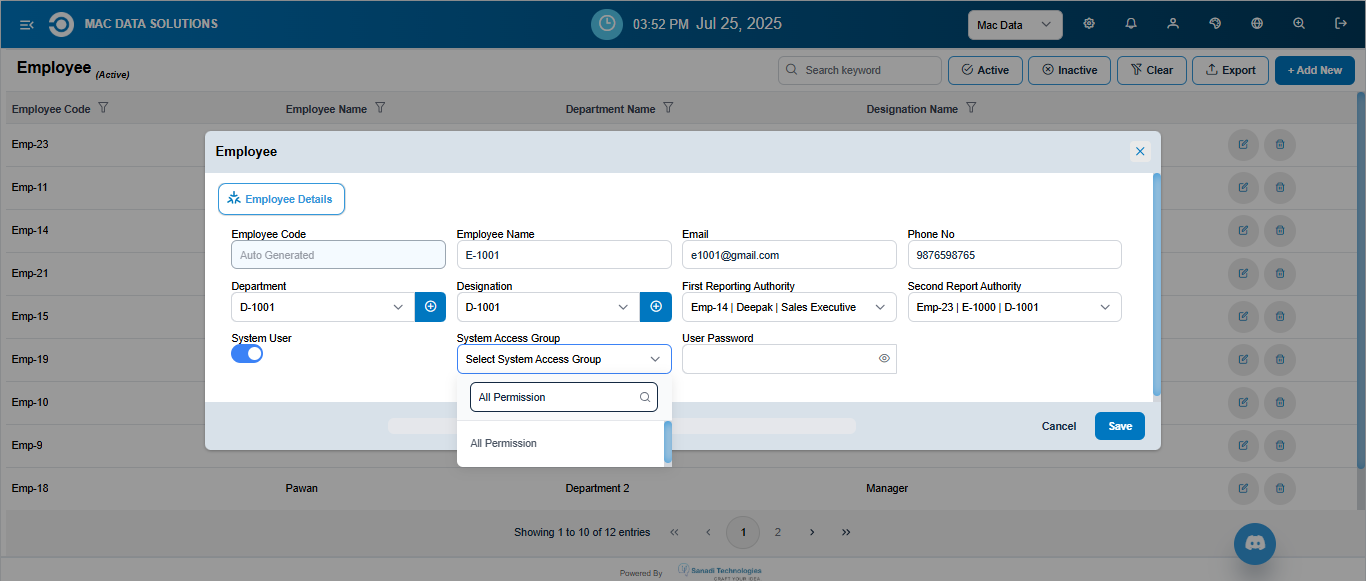 MAC DATA SOLUTIONS
03:52 PM Jul 25, 2025
Mac Data
Employee (Active)
Search keyword
Active
Inactive
Clear
Export
+ Add New
Employee Code
Employee Name
Department Name
Designation Name
Emp-23
Emp-11
Emp-14
Emp-21
Emp-15
Emp-19
Emp-10
Emp-9
Emp-18 Pawan Department 2 Manager
Employee
Employee Details
Employee Code
Employee Name
Email
Phone No
Auto Generated
E-1001
e1001@gmail.com
9876598765
Department
Designation
First Reporting Authority
Second Report Authority
D-1001
D-1001
Emp-14 | Deepak | Sales Executive
Emp-23 | E-1000 | D-1001
System User
System Access Group
User Password
Select System Access Group
All Permission
All Permission
Cancel
Save
Showing 1 to 10 of 12 entries
« ‹ 1 2 › »
Powered By Sanadi Technologies
CRAFT YOUR IDEA